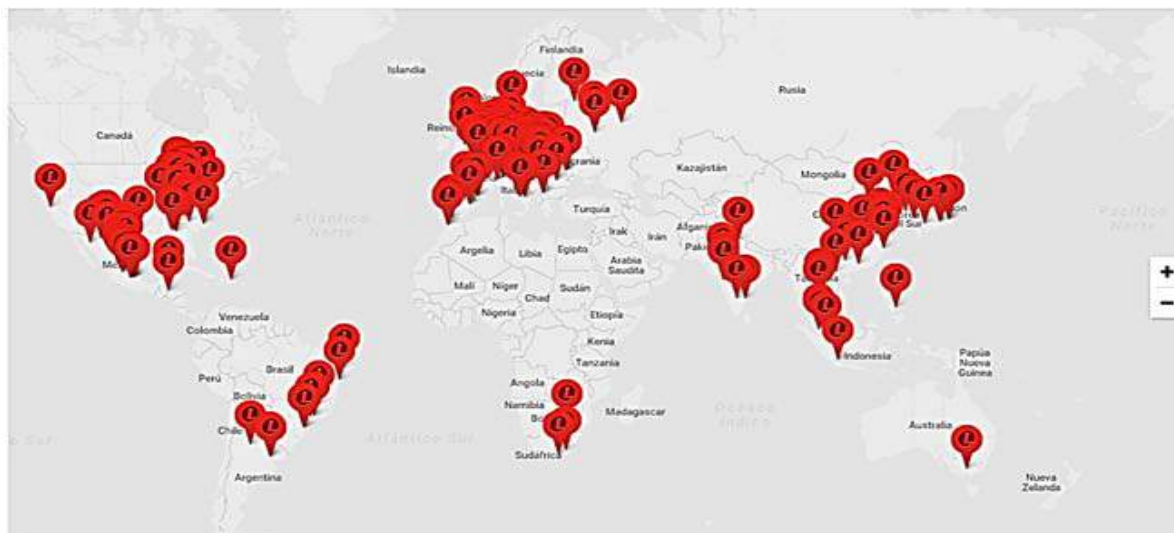 Finlandia
Islandia
Rusia
Canadá
Kazajistán
Mongolia
Atlántico
Norte
Turquía
Pacífico
Irak
Irán
Argelia
Libia
Egipto
Arabia
Saudita
+
Malí
Níger
Chad
Sudán
−
Venezuela
Nigeria
Etiopía
Colombia
Kenia
Indonesia
Papúa
Nueva
Guinea
Perú
Brasil
Tanzania
Bolivia
Angola
Namibia
Madagascar
Océano
Índico
Chile
Atlántico Sur
Australia
Sudáfrica
Argentina
Nueva
Zelanda